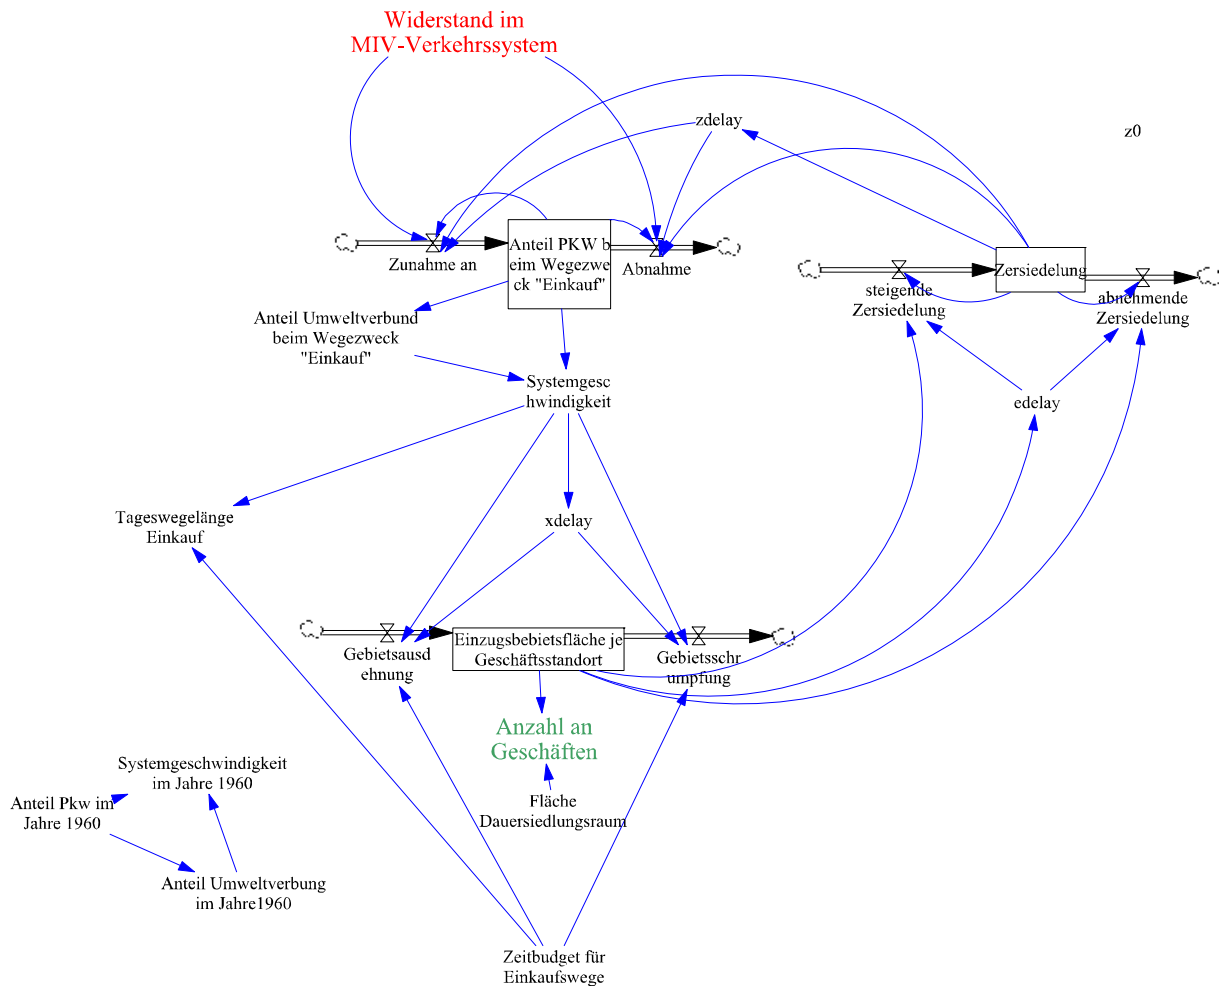 Widerstand im
MIV-Verkehrssystem
zdelay
z0
Zunahme an
Anteil PKW b
eim Wegezwe
ck "Einkauf"
Abnahme
Zersiedelung
steigende
Zersiedelung
abnehmende
Zersiedelung
Anteil Umweltverbund
beim Wegezweck
"Einkauf"
Systemgesc
hwindigkeit
edelay
Tageswegelänge
Einkauf
xdelay
Gebietsausd
ehnung
Einzugsbebietsfläche je
Geschäftsstandort
Gebietsschr
umpfung
Anzahl an
Geschäften
Fläche
Dauersiedlungsraum
Systemgeschwindigkeit
im Jahre 1960
Anteil Pkw im
Jahre 1960
Anteil Umweltverbung
im Jahre1960
Zeitbudget für
Einkaufswege